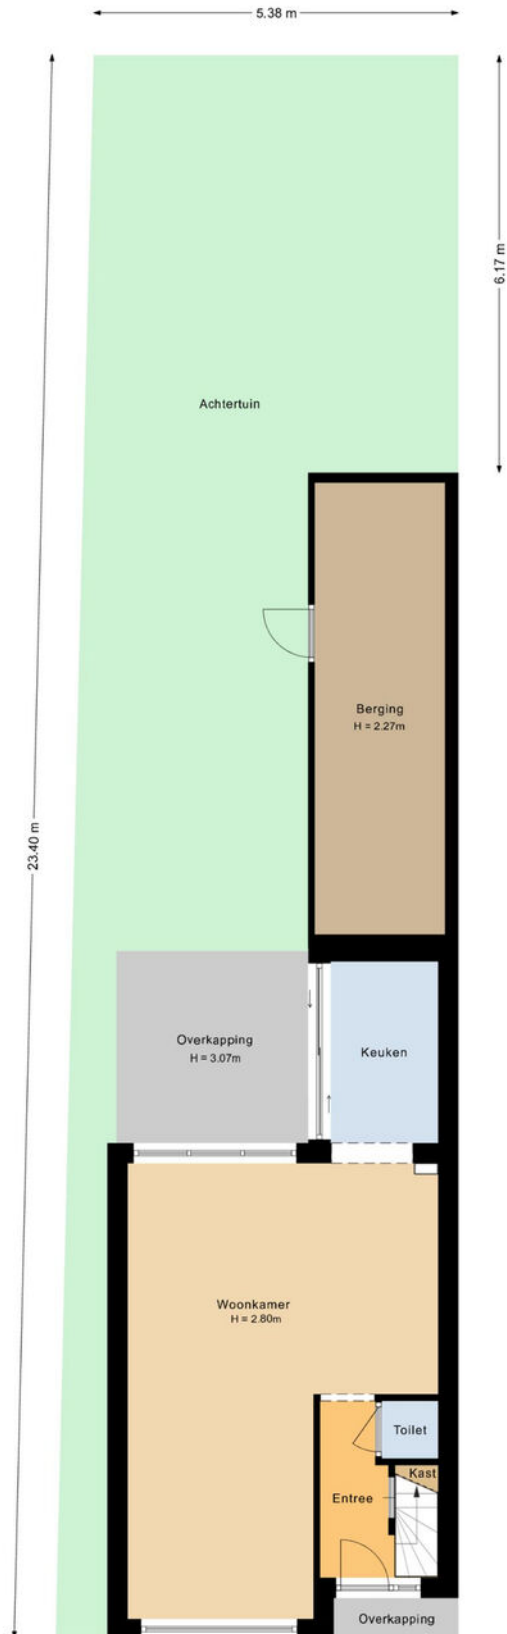 5.38 m
6.17 m
Achtertuin
Berging
H = 2.27m
23.40 m
Overkapping
H = 3.07m
Keuken
Woonkamer
H = 2.80m
Toilet
Kast
Entree
Overkapping